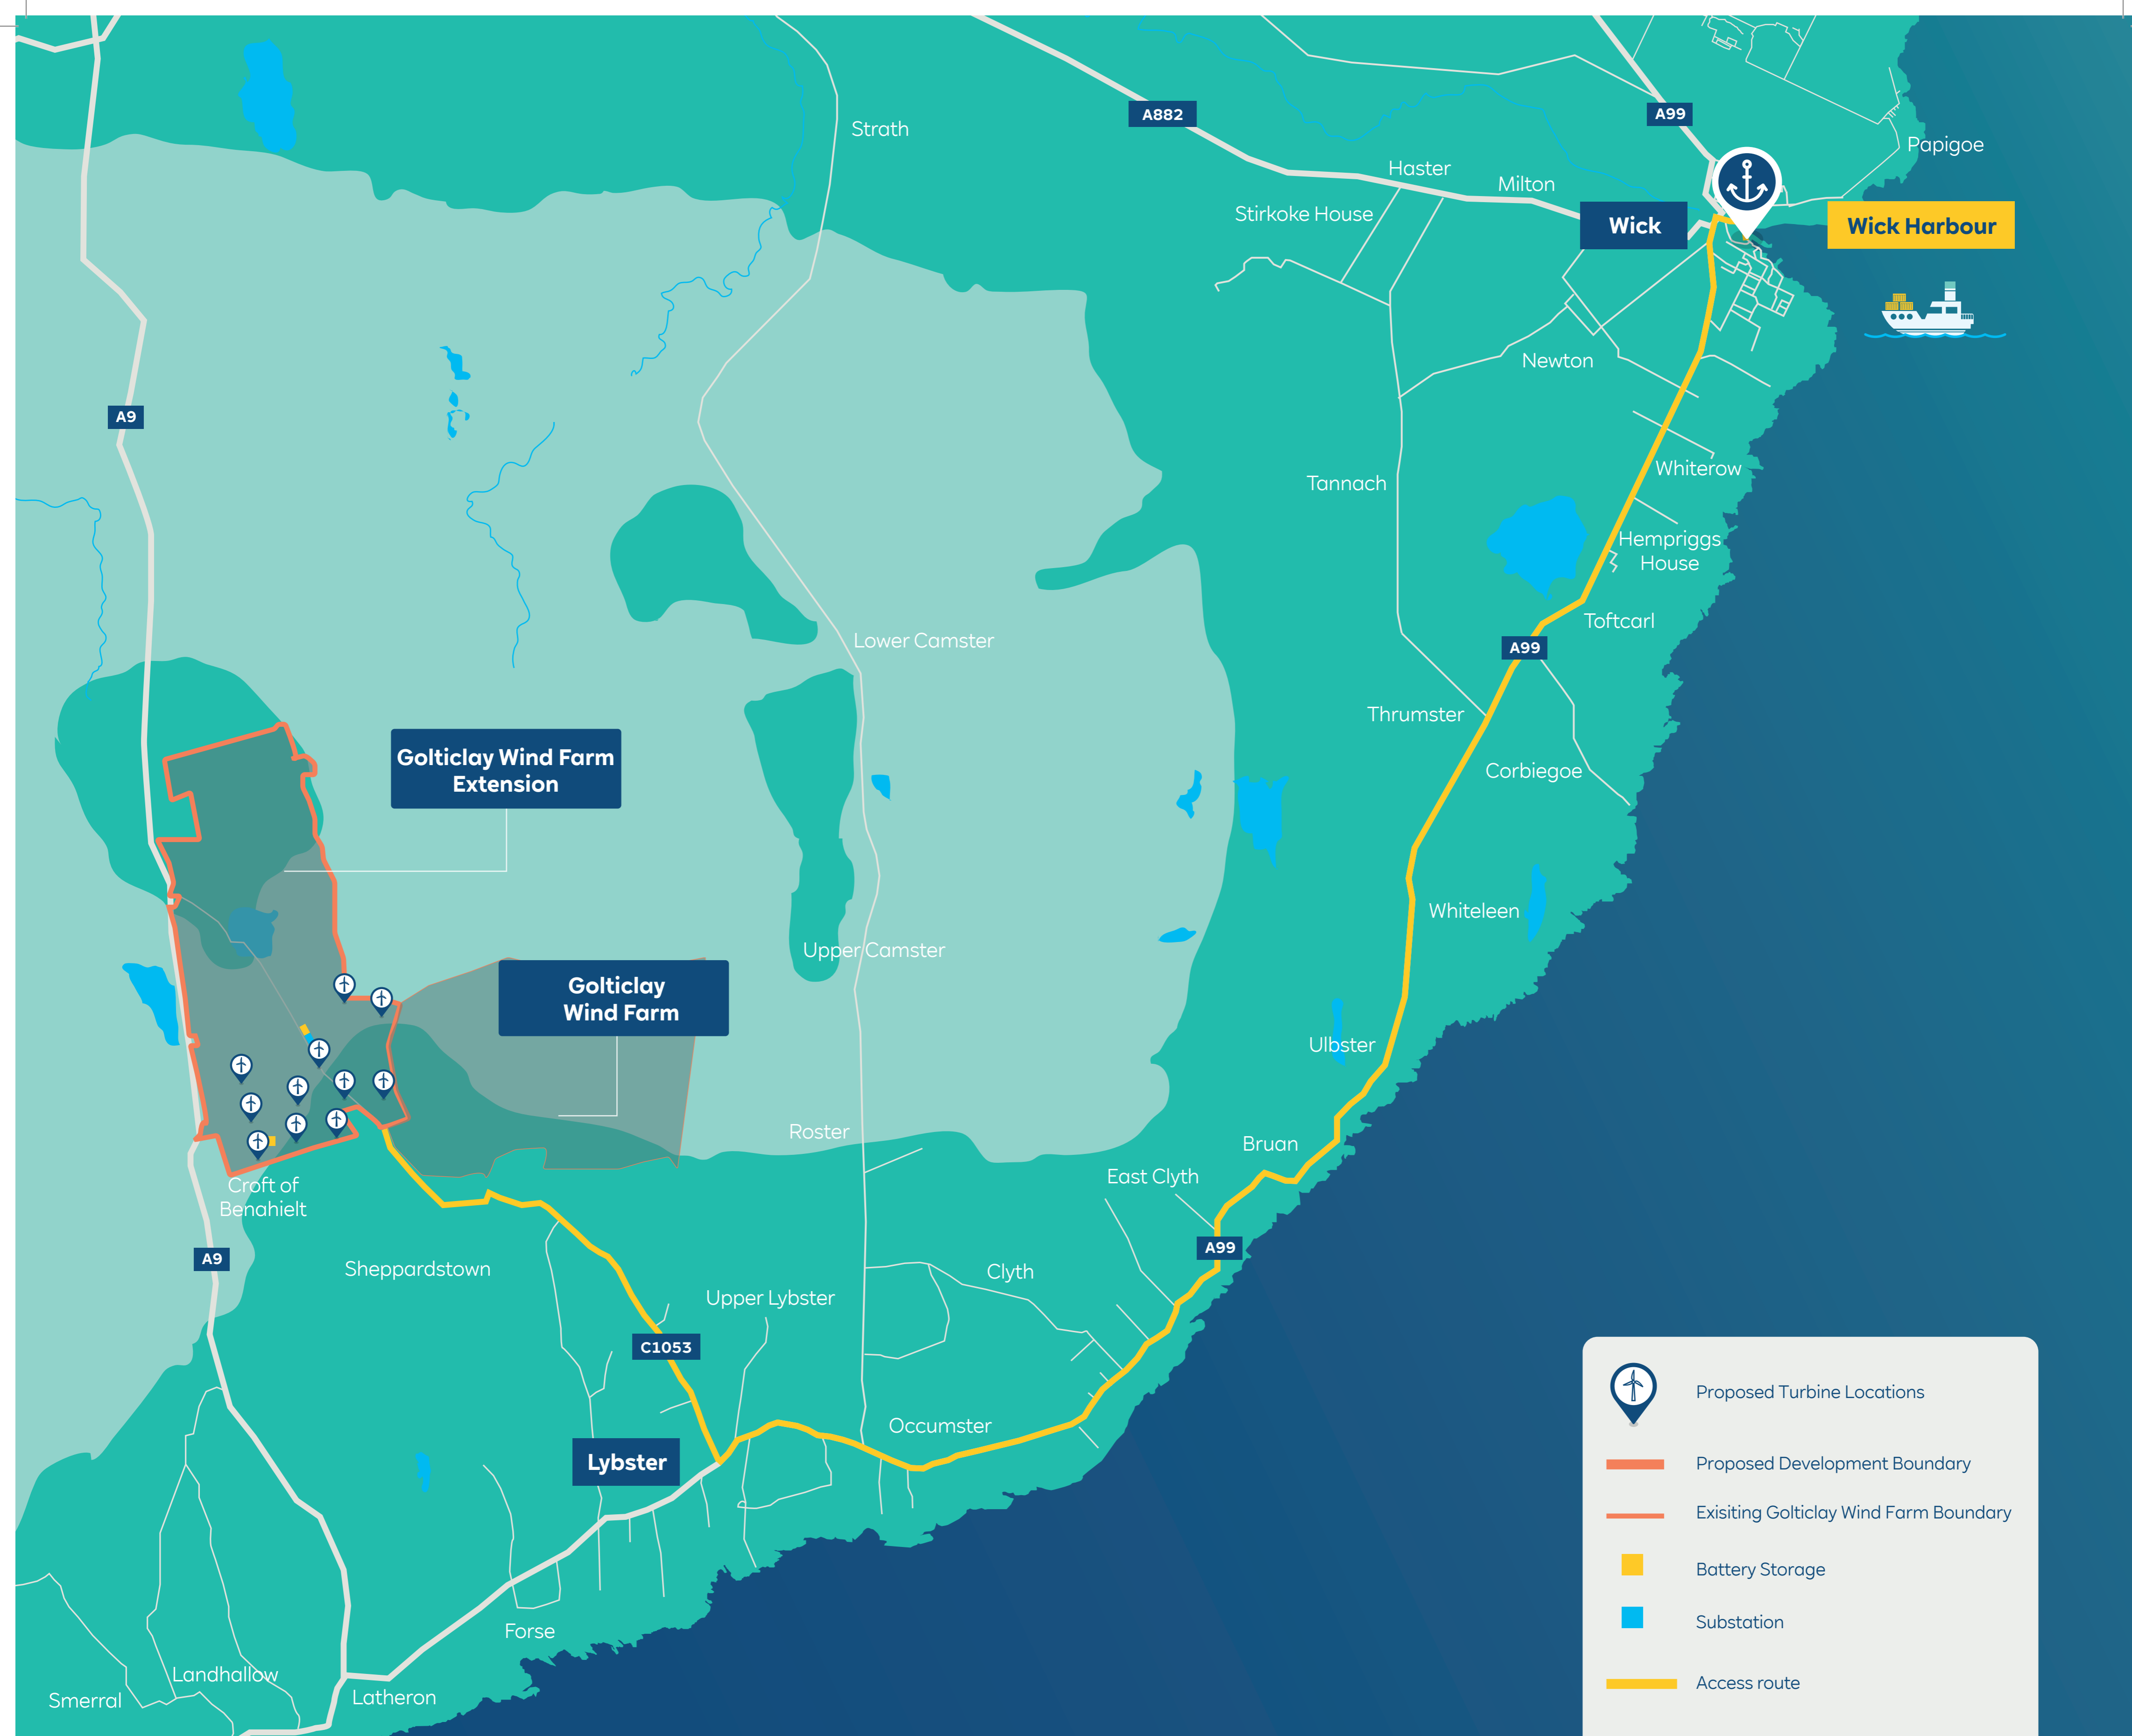 Strath
A882
A99
Papigoe
Haster
Milton
Stirkoke House
Wick
Wick Harbour
Newton
A9
Whiterow
Tannach
Hempriggs
House
Toftcarl
Lower Camster
A99
Thrumster
Golticlay Wind Farm
Extension
Corbiegoe
Whiteleen
Upper Camster
Golticlay
Wind Farm
Ulbster
Roster
Bruan
East Clyth
Croft of
Benahielt
A9
A99
Sheppardstown
Clyth
Upper Lybster
C1053
Occumster
Lybster
Forse
Landhallow
Smerral
Latheron
Proposed Turbine Locations
Proposed Development Boundary
Exisiting Golticlay Wind Farm Boundary
Battery Storage
Substation
Access route